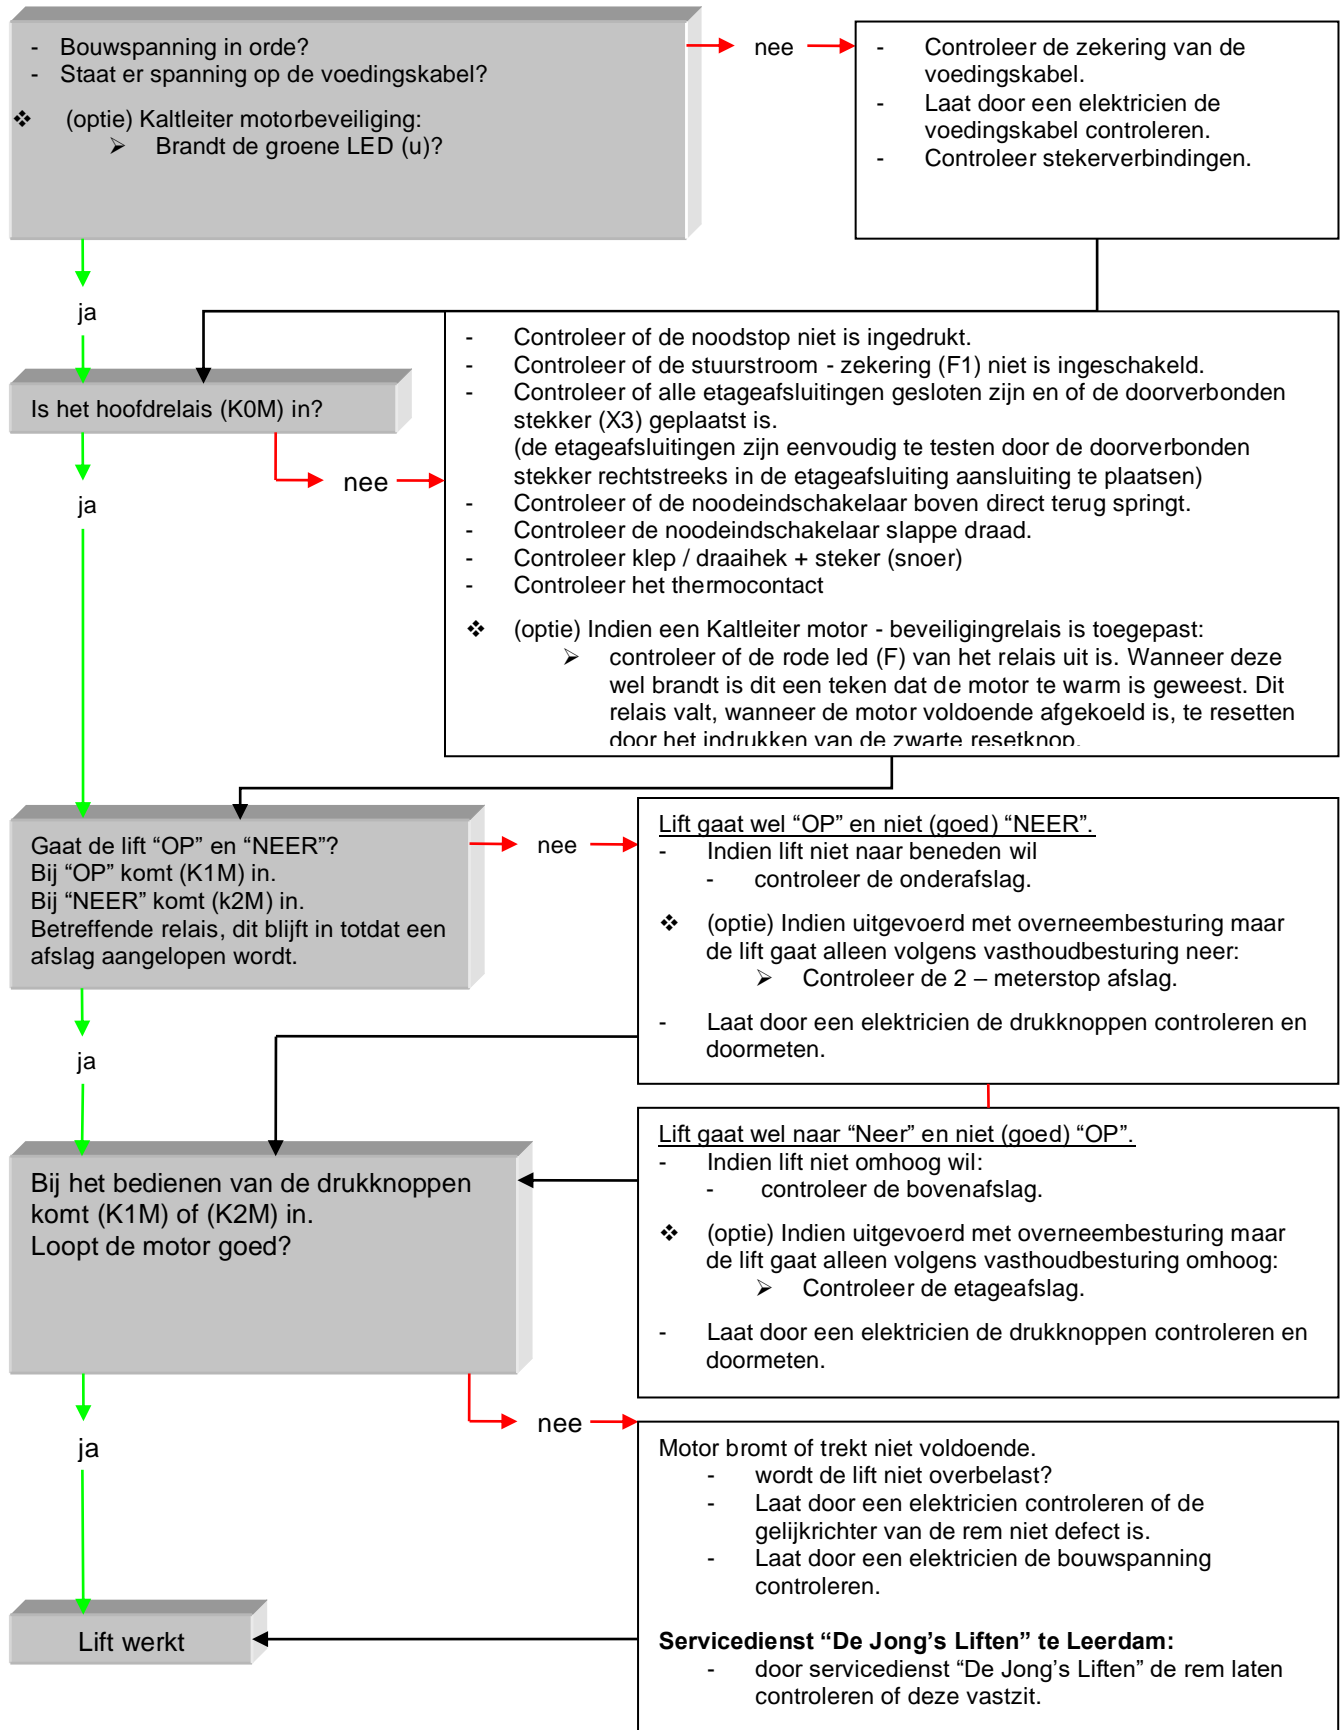 - Bouwspanning in orde?
- Staat er spanning op de voedingskabel?
❖ (optie) Kaltleiter motorbeveiliging:
➢ Brandt de groene LED (u)?
nee
- Controleer de zekering van de
voedingskabel.
- Laat door een elektricien de
voedingskabel controleren.
- Controleer stekerverbindingen.
ja
Is het hoofdrelais (K0M) in?
nee
- Controleer of de noodstop niet is ingedrukt.
- Controleer of de stuurstroom - zekering (F1) niet is ingeschakeld.
- Controleer of alle etageafsluitingen gesloten zijn en of de doorverbonden
stekker (X3) geplaatst is.
(de etageafsluitingen zijn eenvoudig te testen door de doorverbonden
stekker rechtstreeks in de etageafsluiting aansluiting te plaatsen)
- Controleer of de noodeindschakelaar boven direct terug springt.
- Controleer de noodeindschakelaar slappe draad.
- Controleer klep / draaihek + steker (snoer)
- Controleer het thermocontact
❖ (optie) Indien een Kaltleiter motor - beveiligingrelais is toegepast:
➢ controleer of de rode led (F) van het relais uit is. Wanneer deze
wel brandt is dit een teken dat de motor te warm is geweest. Dit
relais valt, wanneer de motor voldoende afgekoeld is, te resetten
door het indrukken van de zwarte resetknop.
ja
Gaat de lift “OP” en “NEER”?
Bij “OP” komt (K1M) in.
Bij “NEER” komt (k2M) in.
Betreffende relais, dit blijft in totdat een
afslag aangelopen wordt.
nee
Lift gaat wel “OP” en niet (goed) “NEER”.
- Indien lift niet naar beneden wil
- controleer de onderafslag.
❖ (optie) Indien uitgevoerd met overneembesturing maar
de lift gaat alleen volgens vasthoudbesturing neer:
➢ Controleer de 2 – meterstop afslag.
- Laat door een elektricien de drukknoppen controleren en
doormeten.
ja
Lift gaat wel naar “Neer” en niet (goed) “OP”.
- Indien lift niet omhoog wil:
- controleer de bovenafslag.
❖ (optie) Indien uitgevoerd met overneembesturing maar
de lift gaat alleen volgens vasthoudbesturing omhoog:
➢ Controleer de etageafslag.
- Laat door een elektricien de drukknoppen controleren en
doormeten.
Bij het bedienen van de drukknoppen
komt (K1M) of (K2M) in.
Loopt de motor goed?
nee
ja
Motor bromt of trekt niet voldoende.
- wordt de lift niet overbelast?
- Laat door een elektricien controleren of de
gelijkrichter van de rem niet defect is.
- Laat door een elektricien de bouwspanning
controleren.
Servicedienst “De Jong’s Liften” te Leerdam:
- door servicedienst “De Jong’s Liften” de rem laten
controleren of deze vastzit.
Lift werkt